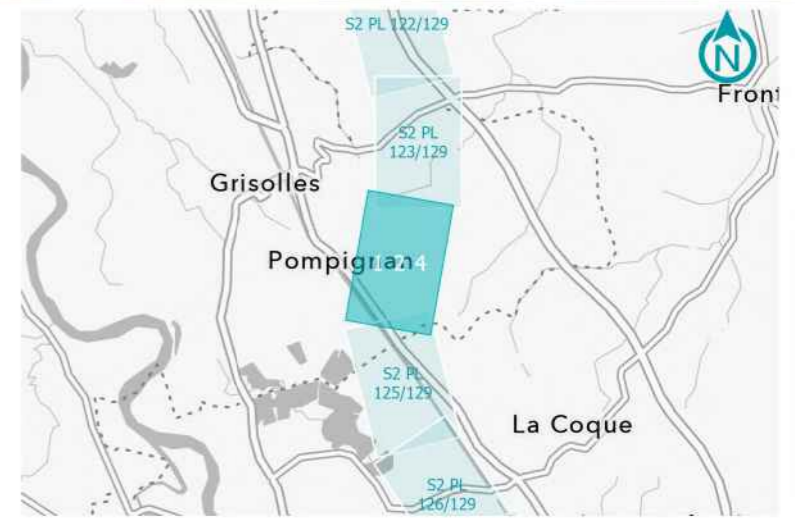 S2 PL 122/129
N
Front
S2 PL
123/129
Grisolles
Pompignan
124
S2 PL
125/129
La Coque
S2 PL
126/129